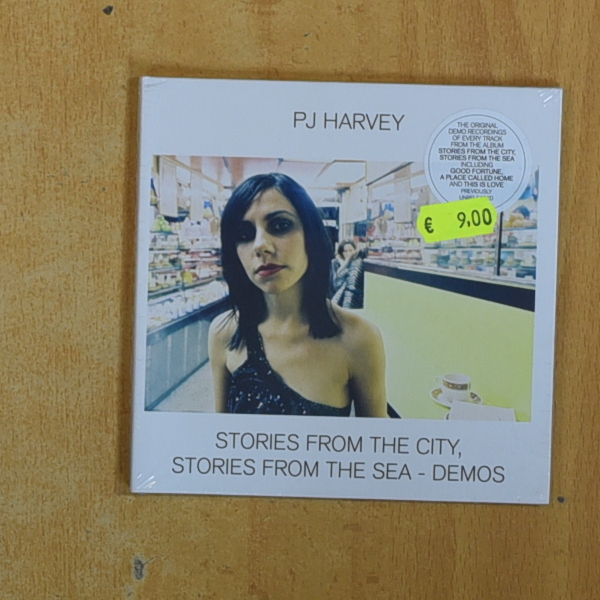 PJ HARVEY
THE ORIGINAL
DEMO RECORDINGS
OF EVERY TRACK
FROM THE ALBUM
STORIES FROM THE CITY,
STORIES FROM THE SEA
INCLUDING
GOOD FORTUNE,
A PLACE CALLED HOME
AND THIS IS LOVE
PREVIOUSLY
€ 9,00
STORIES FROM THE CITY,
STORIES FROM THE SEA - DEMOS